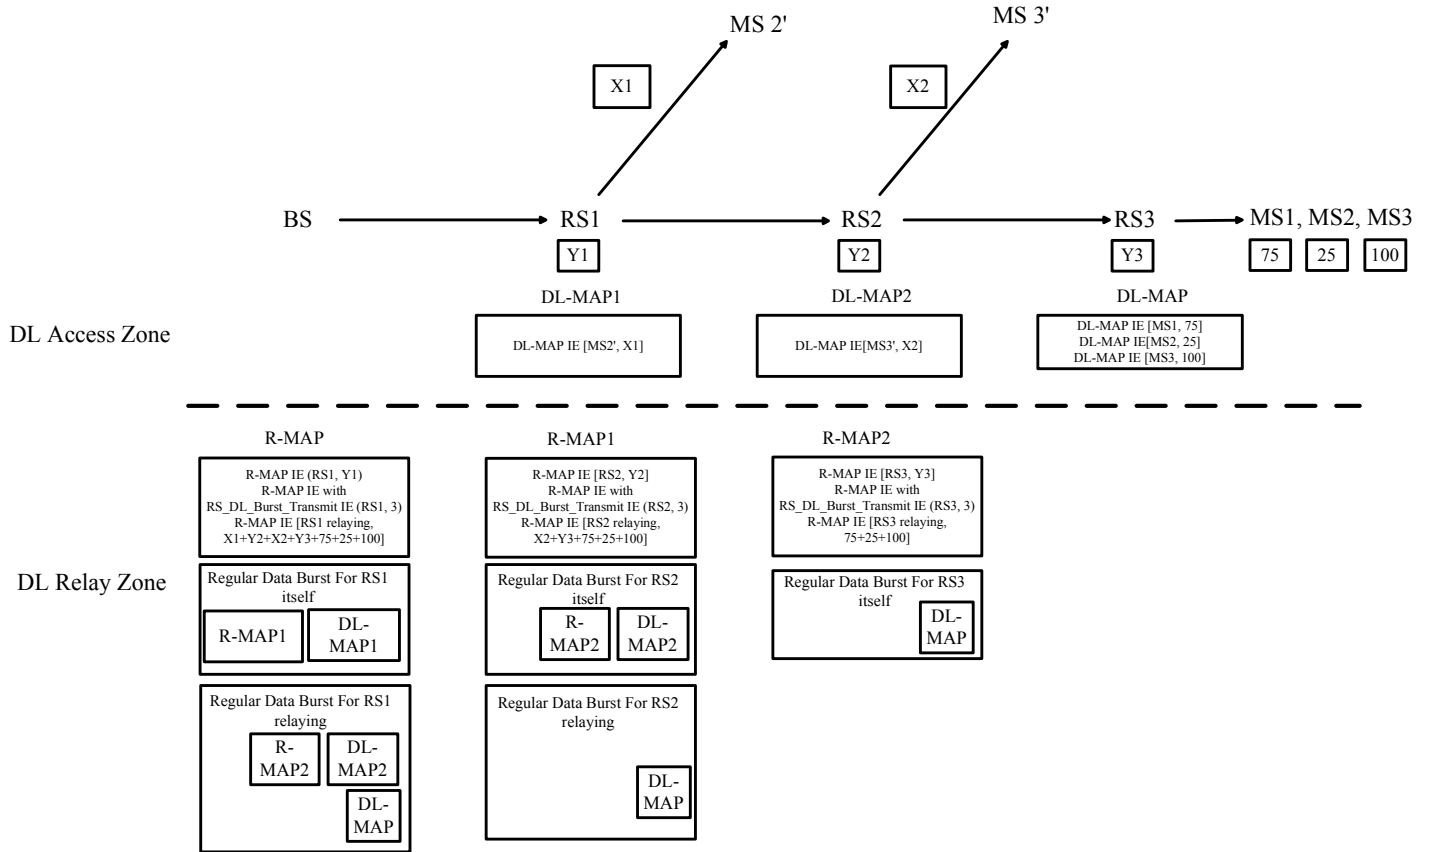 MS 2'
MS 3'
X1
X2
BS
RS1
RS2
RS3
MS1, MS2, MS3
Y1
Y2
Y3
75
25
100
DL-MAP1
DL-MAP2
DL-MAP
DL Access Zone
DL-MAP IE [MS2', X1]
DL-MAP IE[MS3', X2]
DL-MAP IE [MS1, 75]
DL-MAP IE[MS2, 25]
DL-MAP IE [MS3, 100]
R-MAP
R-MAP IE (RS1, Y1)
R-MAP IE with
RS_DL_Burst_Transmit IE (RS1, 3)
R-MAP IE [RS1 relaying,
X1+Y2+X2+Y3+75+25+100]
R-MAP1
R-MAP IE [RS2, Y2]
R-MAP IE with
RS_DL_Burst_Transmit IE (RS2, 3)
R-MAP IE [RS2 relaying,
X2+Y3+75+25+100]
R-MAP2
R-MAP IE [RS3, Y3]
R-MAP IE with
RS_DL_Burst_Transmit IE (RS3, 3)
R-MAP IE [RS3 relaying,
75+25+100]
DL Relay Zone
Regular Data Burst For RS1
itself
R-MAP1
DL-
MAP1
Regular Data Burst For RS2
itself
R-
MAP2
DL-
MAP2
Regular Data Burst For RS3
itself
DL-
MAP
Regular Data Burst For RS1
relaying
R-
MAP2
DL-
MAP2
DL-
MAP
Regular Data Burst For RS2
relaying
DL-
MAP